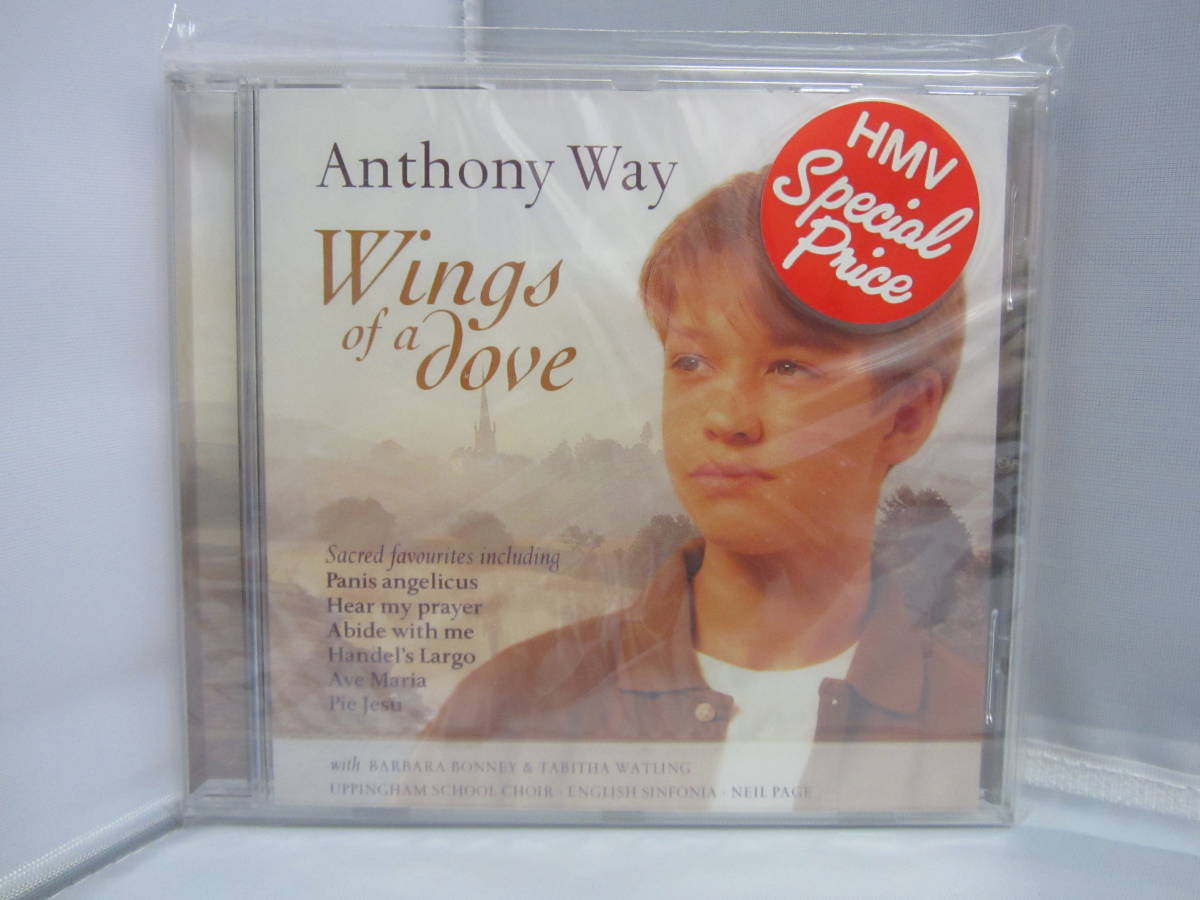 Anthony Way
Wings
of a dove
HMV
Special
Price
Sacred favourites including
Panis angelicus
Hear my prayer
Abide with me
Handel's Largo
Ave Maria
Pie Jesu
with BARBARA BONNEY & TABITHA WATLING
UPPINGHAM SCHOOL CHOIR · ENGLISH SINFONIA · NEIL PAGE